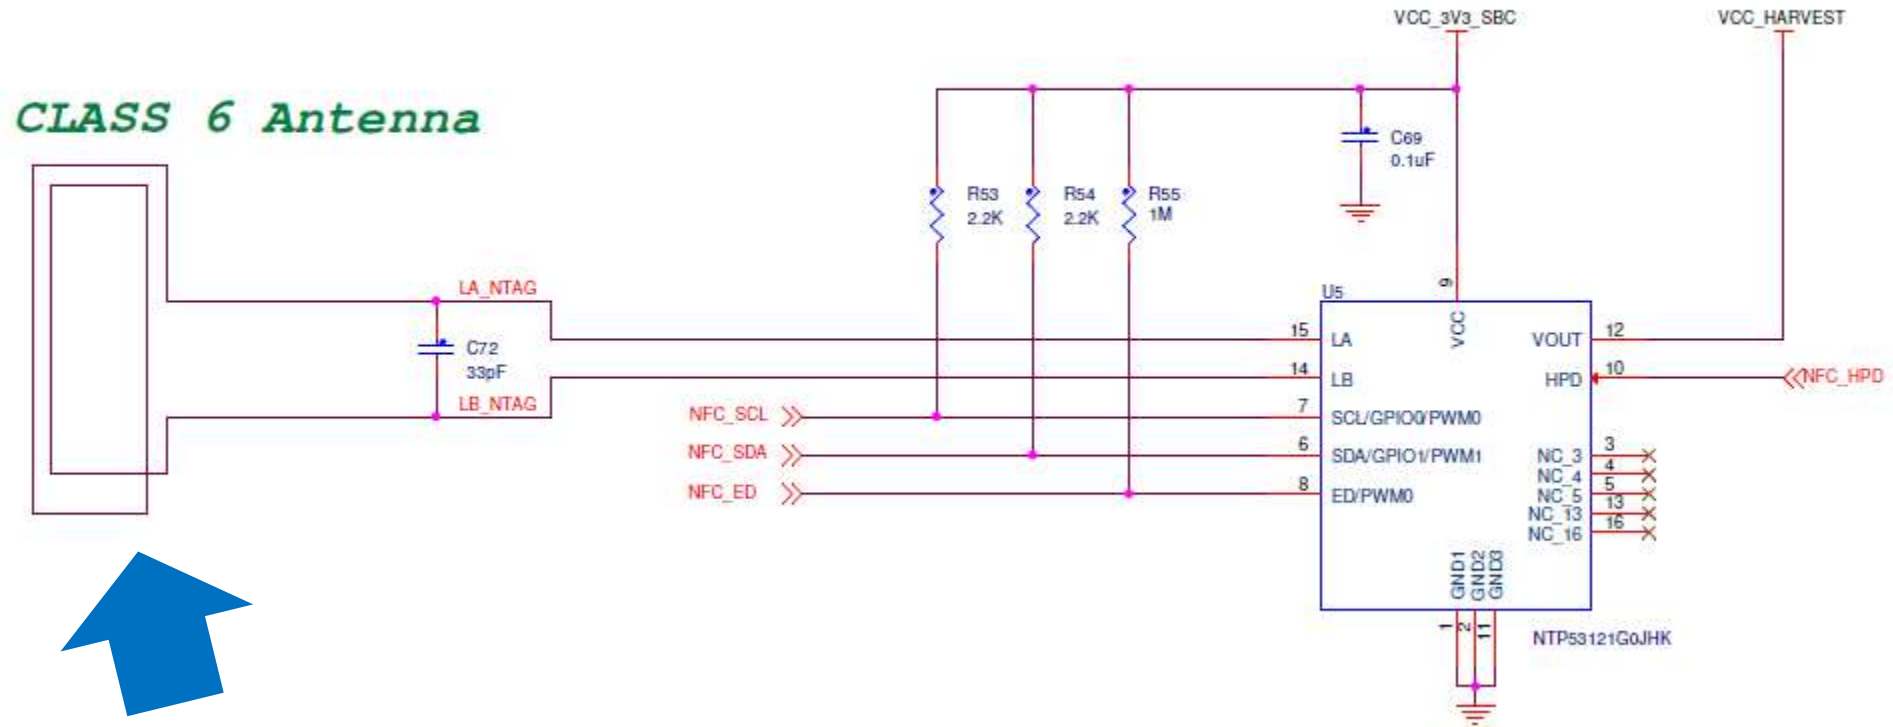 VCC_3V3_SBC
VCC_HARVEST
CLASS 6 Antenna
C69
0.1uF
R53
2.2K
R54
2.2K
R55
1M
LA_NTAG
C72
33pF
LB_NTAG
U5
9
VCC
15
LA
14
LB
NFC_SCL
7
SCL/GPIO0/PWM0
NFC_SDA
6
SDA/GPIO1/PWM1
NFC_ED
8
ED/PWM0
VOUT
12
HPD
10
NFC_HPD
NC_3
3
NC_4
4
NC_5
5
NC_13
13
NC_16
16
GND1
GND2
GND3
1
2
11
NTP53121G0JHK